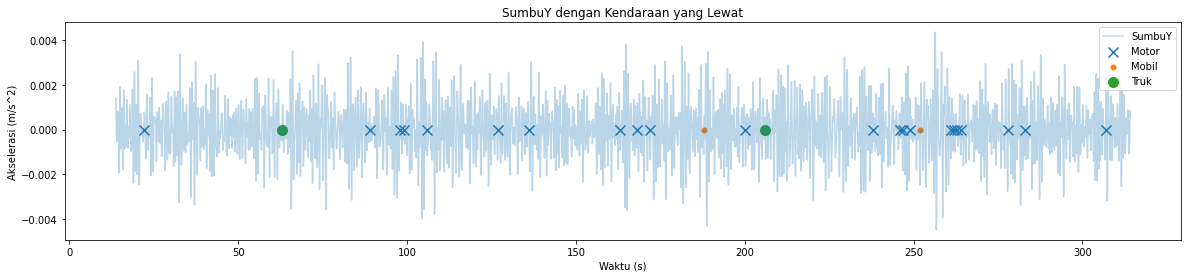 SumbuY dengan Kendaraan yang Lewat
Akselerasi (m/s^2)
0.004
0.002
0.000
−0.002
−0.004
SumbuY
Motor
Mobil
Truk
0 50 100 150 200 250 300
Waktu (s)